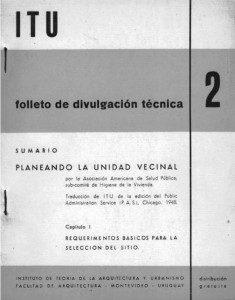 ITU
folleto de divulgación técnica
2
SUMARIO
PLANEANDO LA UNIDAD VECINAL
por la Asociación Americana de Salud Pública,
sub-comité de Higiene de la Vivienda.
Traducción de ITU de la edición del Public
Administration Service (P.A.S.), Chicago, 1948.
Capítulo I
REQUERIMENTOS BASICOS PARA LA
SELECCION DEL SITIO.
INSTITUTO DE TEORIA DE LA ARQUITECTURA Y URBANISMO
FACULTAD DE ARQUITECTURA - MONTEVIDEO - URUGUAY
distribución
gratuita